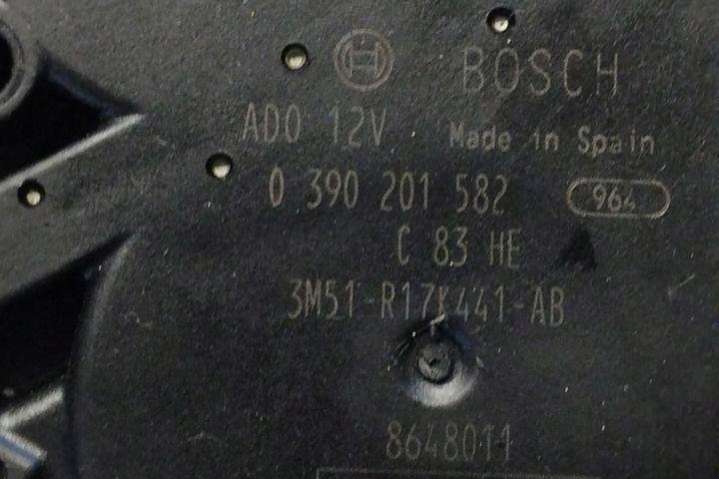 BOSCH
ADO 12V Made in Spain
0 390 201 582 964
C 83 HE
3M51-R17K441-AB
8648011